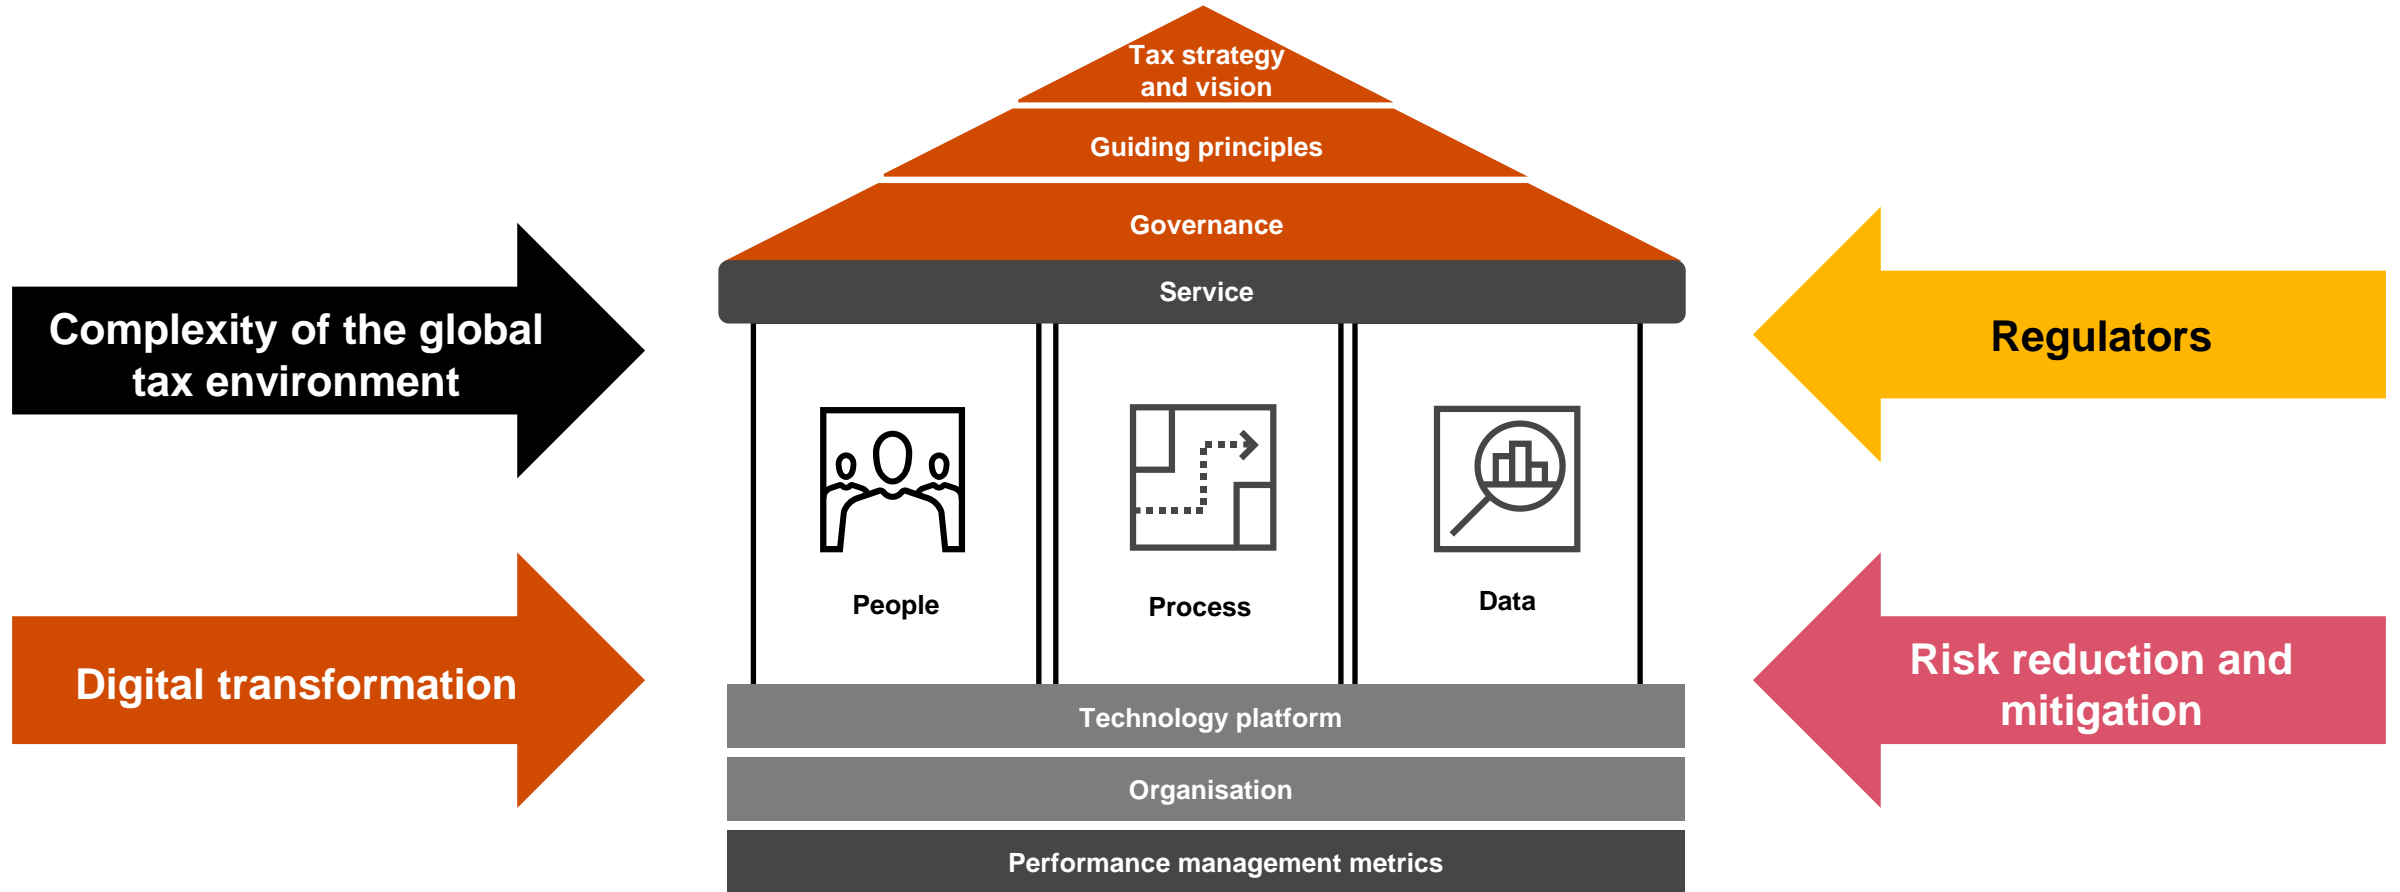 Tax strategy
and vision
Guiding principles
Governance
Service
Complexity of the global
tax environment
Digital transformation
People
Process
Data
Technology platform
Organisation
Performance management metrics
Regulators
Risk reduction and
mitigation